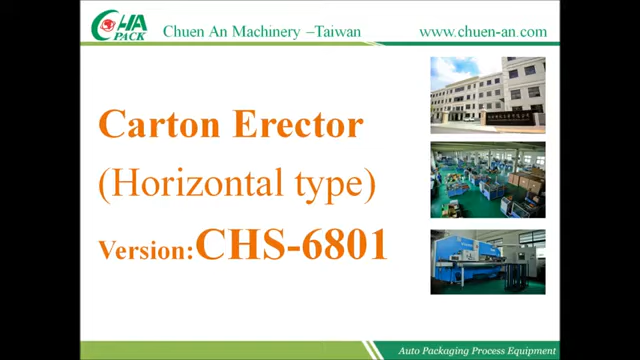 CHA
PACK
Chuen An Machinery –Taiwan
www.chuen-an.com
Carton Erector
(Horizontal type)
Version:CHS-6801
Auto Packaging Process Equipment